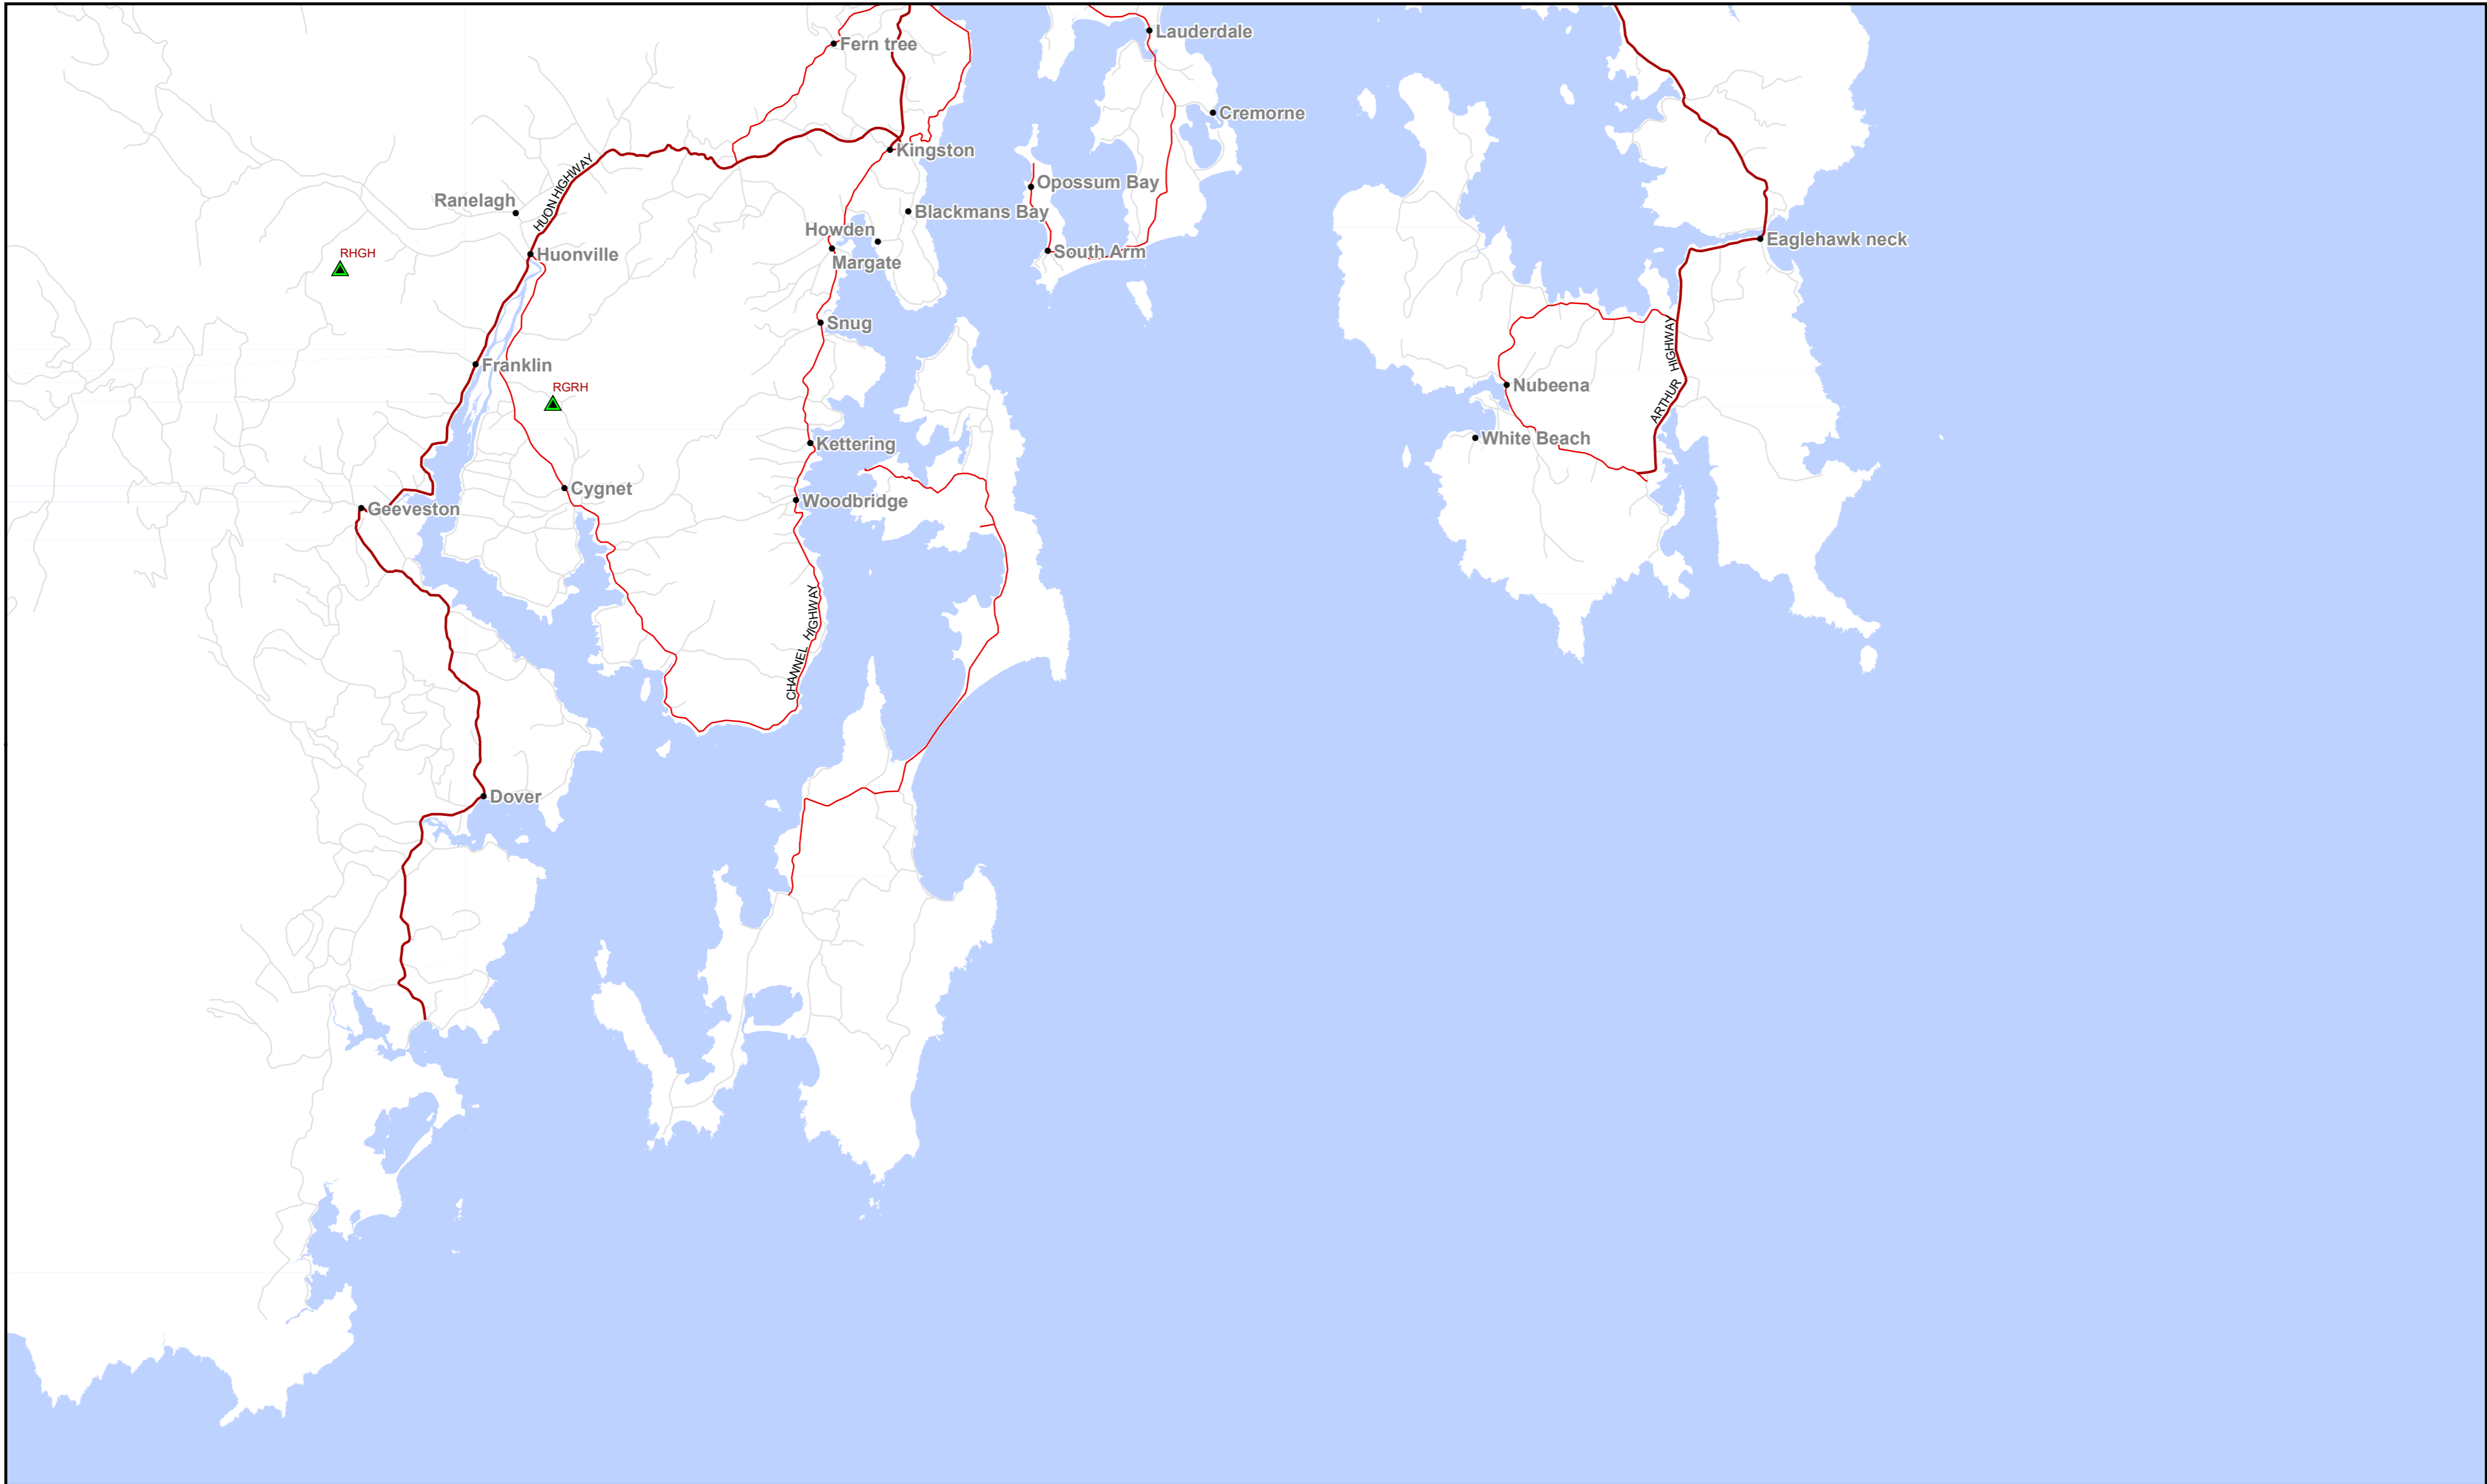 Lauderdale
Fern tree
Cremorne
Kingston
HUON HIGHWAY
Opossum Bay
Ranelagh
Blackmans Bay
Howden
Eaglehawk neck
RHGH
Huonville
South Arm
Margate
Snug
ARTHUR HIGHWAY
Franklin
RGRH
Nubeena
White Beach
Kettering
Cygnet
Woodbridge
Geeveston
CHANNEL HIGHWAY
Dover